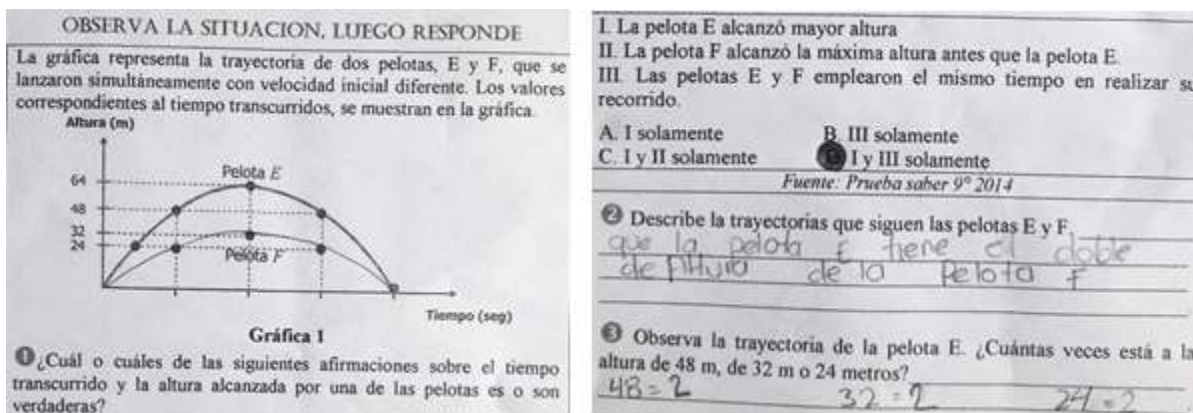 OBSERVA LA SITUACION, LUEGO RESPONDE
La gráfica representa la trayectoria de dos pelotas, E y F, que se
lanzaron simultáneamente con velocidad inicial diferente. Los valores
correspondientes al tiempo transcurridos, se muestran en la gráfica.
Altura (m)
64
48
32
24
Pelota E
Pelota F
Tiempo (seg)
Gráfica 1
1 ¿Cuál o cuáles de las siguientes afirmaciones sobre el tiempo
transcurrido y la altura alcanzada por una de las pelotas es o son
verdaderas?
I. La pelota E alcanzó mayor altura
II. La pelota F alcanzó la máxima altura antes que la pelota E.
III. Las pelotas E y F emplearon el mismo tiempo en realizar su
recorrido.
A. I solamente B. III solamente
C. I y II solamente I y III solamente
Fuente: Prueba saber 9° 2014
2 Describe la trayectorias que siguen las pelotas E y F.
que la pelota E tiene el doble
de de la Pelota F
3 Observa la trayectoria de la pelota E. ¿Cuántas veces está a la
altura de 48 m, de 32 m o 24 metros?
48 = 2 32 = 2 24 = 2